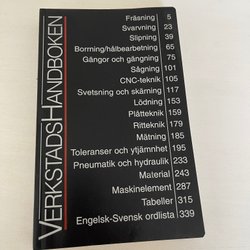 VERKSTADSHANDBOKEN
Fräsning 5
Svarvning 23
Slipning 39
Borrning/hålbearbetning 65
Gängor och gängning 75
Sågning 101
CNC-teknik 105
Svetsning och skärning 117
Lödning 153
Plåtteknik 159
Ritteknik 179
Mätning 185
Toleranser och ytjämnhet 195
Pneumatik och hydraulik 233
Material 243
Maskinelement 287
Tabeller 315
Engelsk-Svensk ordlista 339